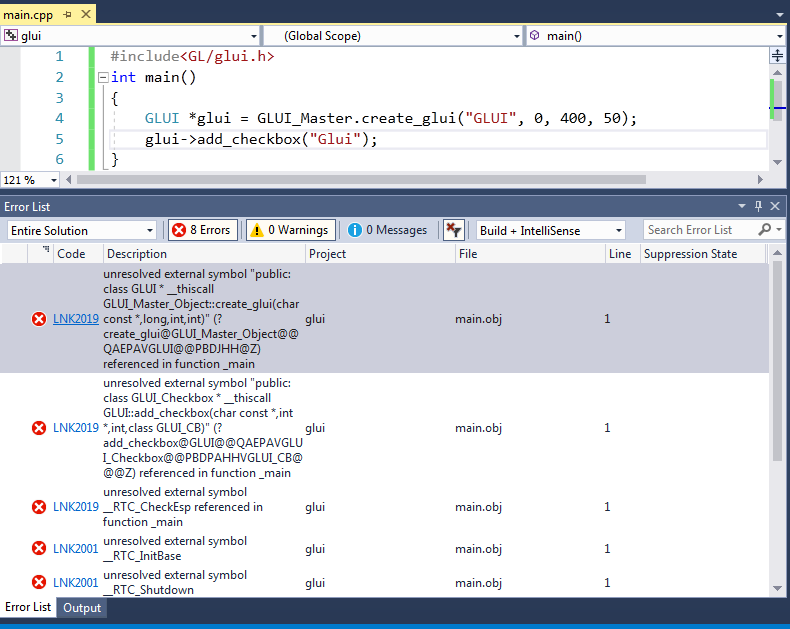 main.cpp
glui (Global Scope) main()
1 #include<GL/glui.h>
2 int main()
3 {
4 GLUI *glui = GLUI_Master.create_glui("GLUI", 0, 400, 50);
5 glui->add_checkbox("Glui");
6 }
121 %
Error List
Entire Solution 8 Errors 0 Warnings 0 Messages Build + IntelliSense Search Error List
Code Description Project File Line Suppression State
unresolved external symbol "public:
class GLUI * __thiscall
GLUI_Master_Object::create_glui(char
LNK2019 const *,long,int,int)" (? glui main.obj 1
create_glui@GLUI_Master_Object@@
QAEPAVGLUI@@PBDJHH@Z)
referenced in function _main
unresolved external symbol "public:
class GLUI_Checkbox * __thiscall
GLUI::add_checkbox(char const *,int
LNK2019 *,int,class GLUI_CB)" (? glui main.obj 1
add_checkbox@GLUI@@QAEPAVGLU
I_Checkbox@@PBDPAHHVGLUI_CB@
@@Z) referenced in function _main
unresolved external symbol
LNK2019 __RTC_CheckEsp referenced in glui main.obj 1
function _main
unresolved external symbol
LNK2001 __RTC_InitBase glui main.obj 1
unresolved external symbol
LNK2001 __RTC_Shutdown glui main.obj 1
Error List Output